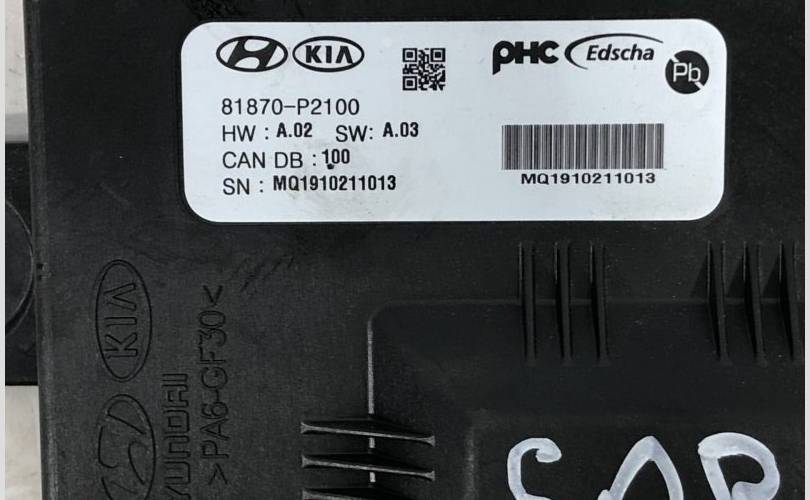 KIA PHC Edscha Pb
81870-P2100
HW : A.02 SW: A.03
CAN DB : 100
SN : MQ1910211013
MQ1910211013
KIA
HYUNDAI
>PA6-GF30<